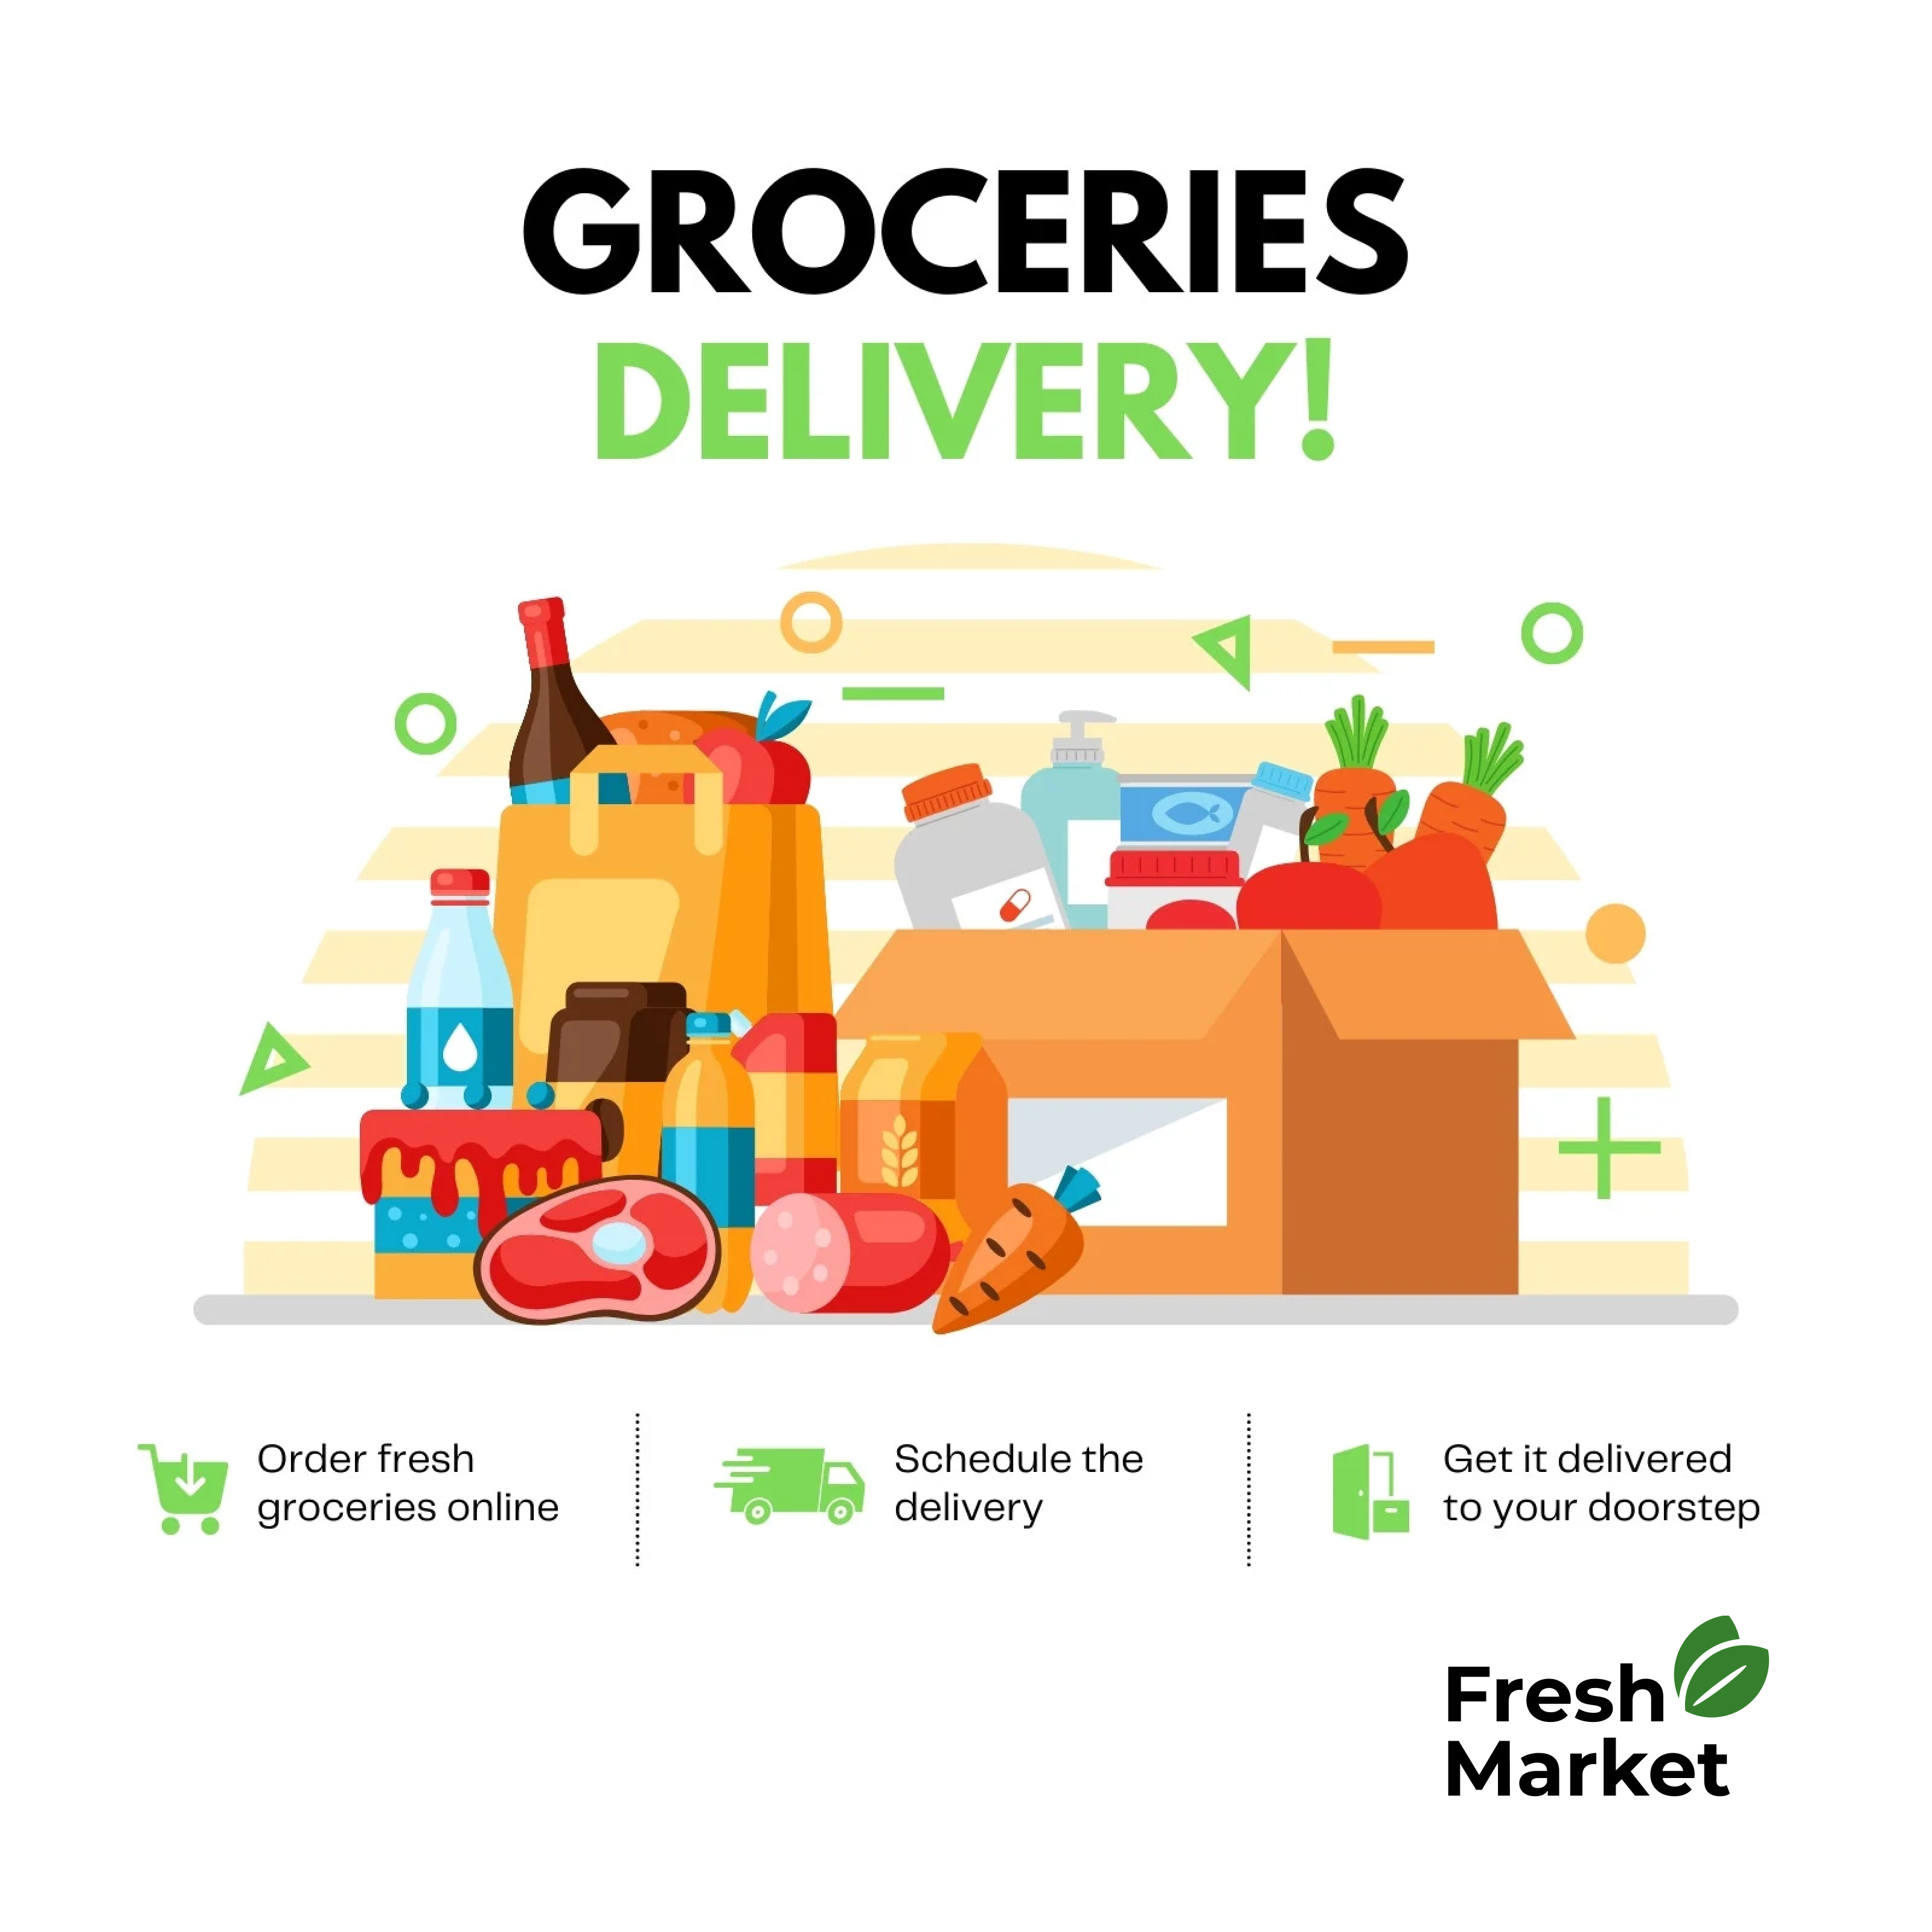 GROCERIES
DELIVERY!
Order fresh
groceries online
Schedule the
delivery
Get it delivered
to your doorstep
Fresh
Market